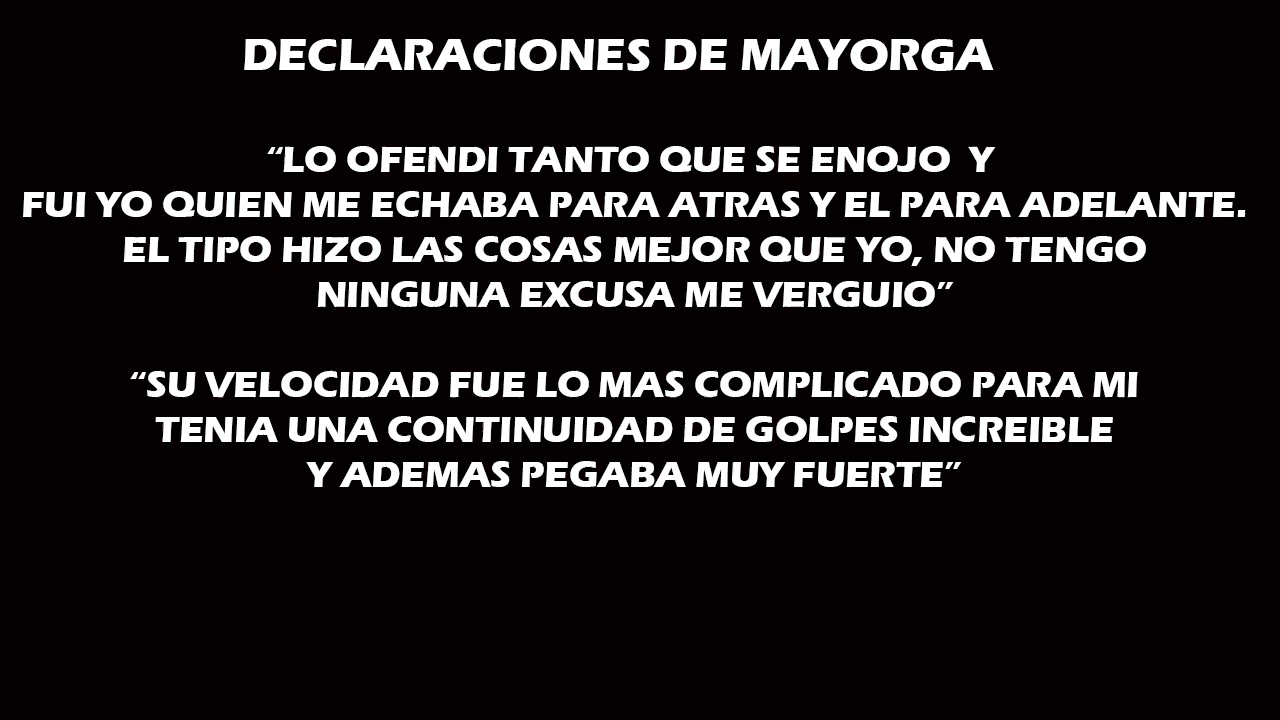 DECLARACIONES DE MAYORGA
“LO OFENDI TANTO QUE SE ENOJO Y
FUI YO QUIEN ME ECHABA PARA ATRAS Y EL PARA ADELANTE.
EL TIPO HIZO LAS COSAS MEJOR QUE YO, NO TENGO
NINGUNA EXCUSA ME VERGUIO”
“SU VELOCIDAD FUE LO MAS COMPLICADO PARA MI
TENIA UNA CONTINUIDAD DE GOLPES INCREIBLE
Y ADEMAS PEGABA MUY FUERTE”